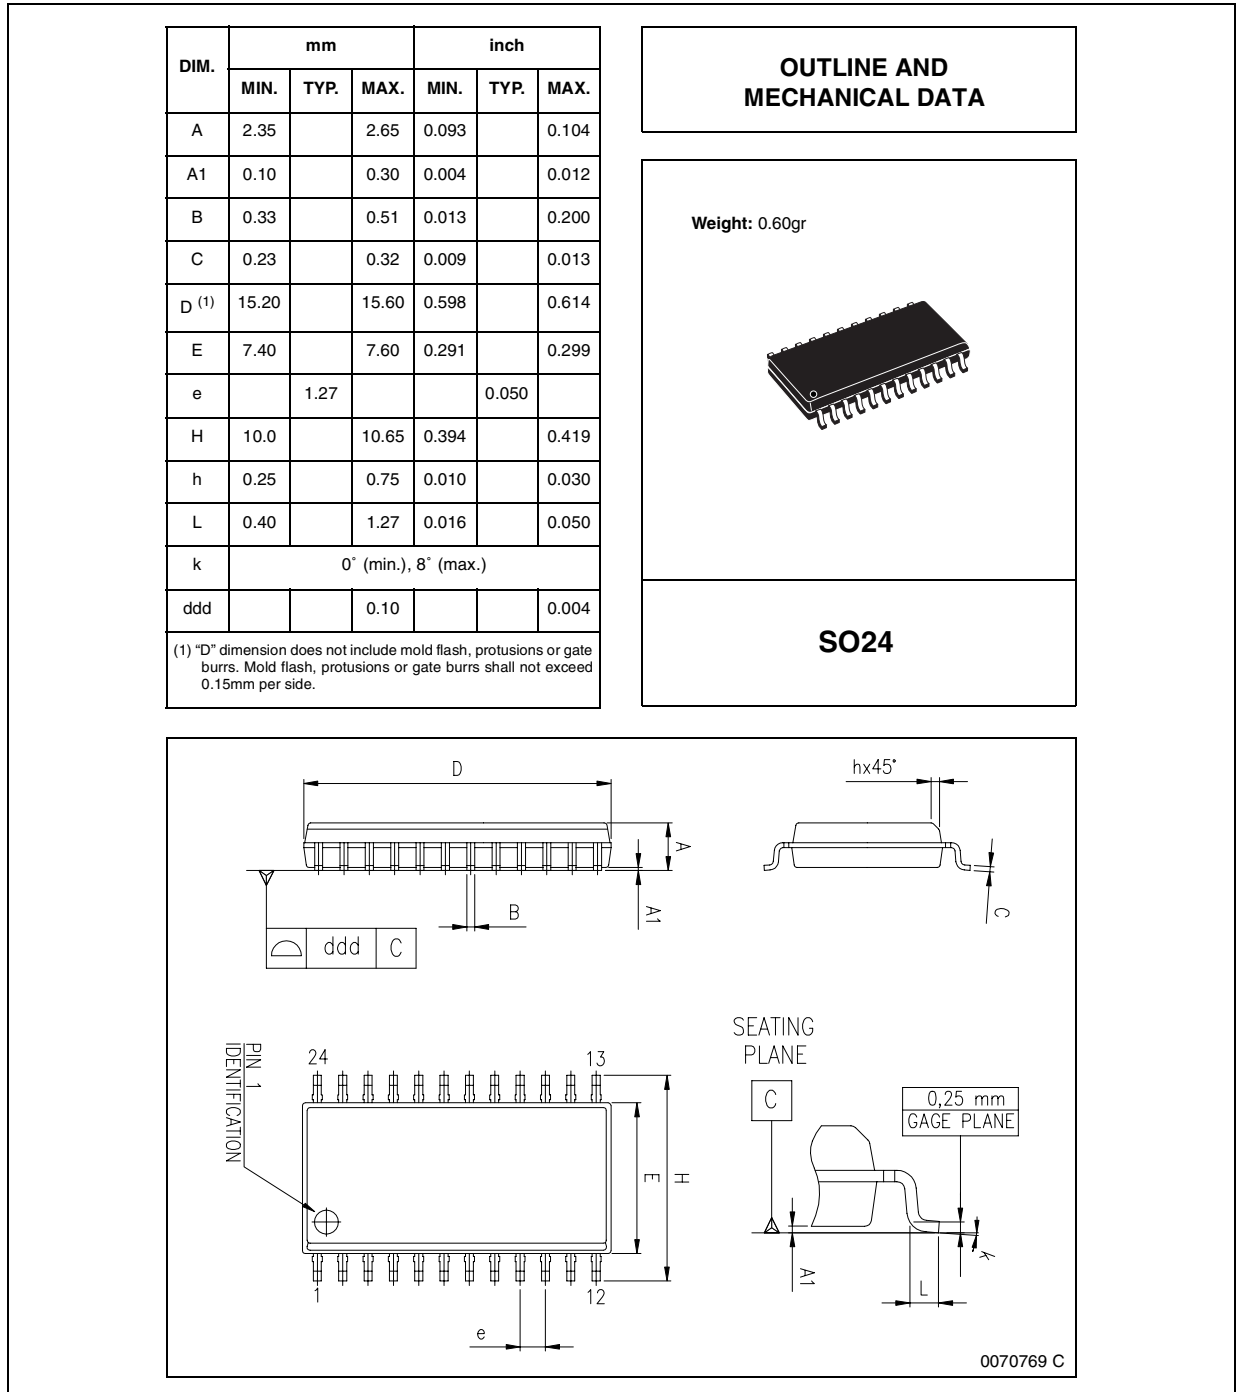 DIM. mm inch
MIN. TYP. MAX. MIN. TYP. MAX.
A 2.35 2.65 0.093 0.104
A1 0.10 0.30 0.004 0.012
B 0.33 0.51 0.013 0.200
C 0.23 0.32 0.009 0.013
D (1) 15.20 15.60 0.598 0.614
E 7.40 7.60 0.291 0.299
e 1.27 0.050
H 10.0 10.65 0.394 0.419
h 0.25 0.75 0.010 0.030
L 0.40 1.27 0.016 0.050
k 0˚ (min.), 8˚ (max.)
ddd 0.10 0.004
(1) “D” dimension does not include mold flash, protusions or gate
burrs. Mold flash, protusions or gate burrs shall not exceed
0.15mm per side.
OUTLINE AND
MECHANICAL DATA
Weight: 0.60gr
SO24
D
hx45°
A
A1
B
C
ddd C
SEATING
PLANE
C
0,25 mm
GAGE PLANE
PIN 1
IDENTIFICATION
24
13
E
H
1
12
e
A1
L
k
0070769 C